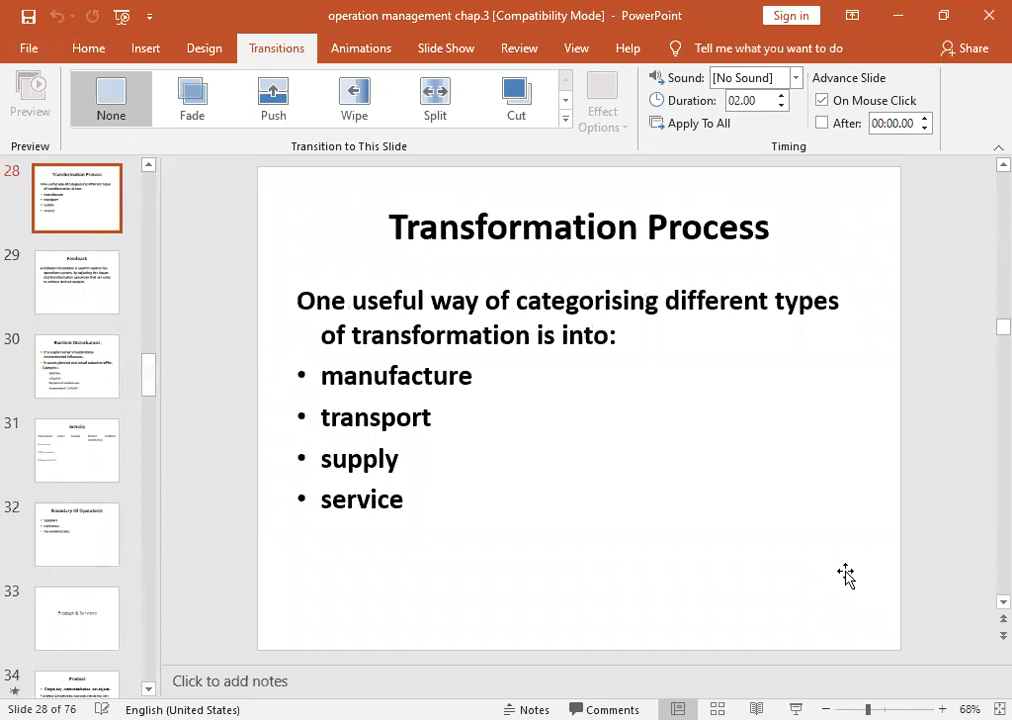 operation management chap.3 [Compatibility Mode] - PowerPoint
Sign in
File Home Insert Design Transitions Animations Slide Show Review View Help Tell me what you want to do Share
Preview
None
Fade
Push
Wipe
Split
Cut
Effect
Options
Sound: [No Sound]
Duration: 02.00
Apply To All
Advance Slide
On Mouse Click
After: 00:00.00
Preview
Transition to This Slide
Timing
28
Transformation Process
29
Feedback
30
31
Activity
32
33
Product & Services
34
Product
Transformation Process
One useful way of categorising different types
of transformation is into:
• manufacture
• transport
• supply
• service
Click to add notes
Slide 28 of 76
English (United States)
Notes
Comments
68%